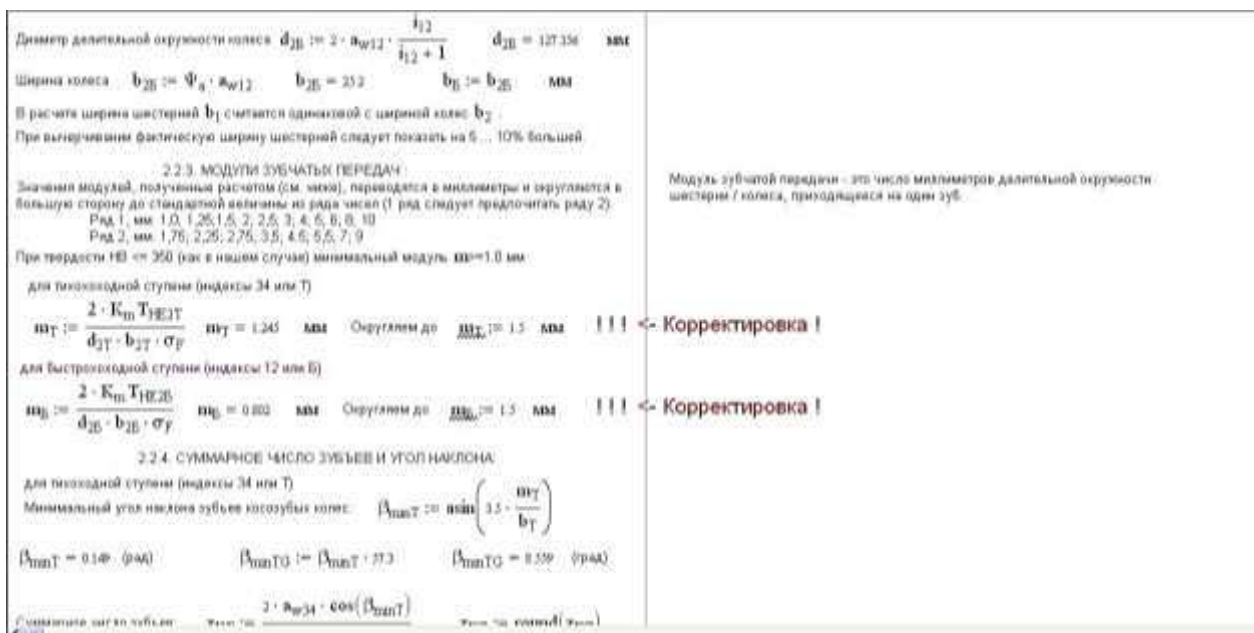 Диаметр делительной окружности колеса d2Б := 2 · aw12 · i12 / (i12 + 1) d2Б = 127.356 мм
Ширина колеса b2Б := Ψa · aw12 b2Б = 25.2 bБ := b2Б мм
В расчете ширина шестерней b1 считается одинаковой с шириной колес b2 .
При вычерчивании фактическую ширину шестерней следует показать на 5 ... 10% большей.
2.2.3. МОДУЛИ ЗУБЧАТЫХ ПЕРЕДАЧ
Значения модулей, полученные расчетом (см. ниже), переводятся в миллиметры и округляются в
большую сторону до стандартной величины из ряда чисел (1 ряд следует предпочитать ряду 2)
Ряд 1, мм: 1,0; 1,25; 1,5; 2; 2,5; 3; 4; 5; 6; 8; 10
Ряд 2, мм: 1,75; 2,25; 2,75; 3,5; 4,5; 5,5; 7; 9
Модуль зубчатой передачи - это число миллиметров делительной окружности
шестерни / колеса, приходящееся на один зуб.
При твердости HB <= 350 (как в нашем случае) минимальный модуль m>=1.0 мм
для тихоходной ступени (индексы 34 или Т)
mT := 2 · Km THE2T / (d2T · b2T · σF) mT = 1.245 мм Округляем до mT := 1.5 мм ! ! ! <- Корректировка !
для быстроходной ступени (индексы 12 или Б)
mБ := 2 · Km THE2Б / (d2Б · b2Б · σF) mБ = 0.802 мм Округляем до mБ := 1.5 мм ! ! ! <- Корректировка !
2.2.4. СУММАРНОЕ ЧИСЛО ЗУБЬЕВ И УГОЛ НАКЛОНА
для тихоходной ступени (индексы 34 или Т)
Минимальный угол наклона зубьев косозубых колес: βminT := asin(3.5 · mT / bT)
βminT = 0.149 (рад) βminTG := βminT · 57.3 βminTG = 8.559 (град)
Суммарное число зубьев 2 · aw34 · cos(βminT)